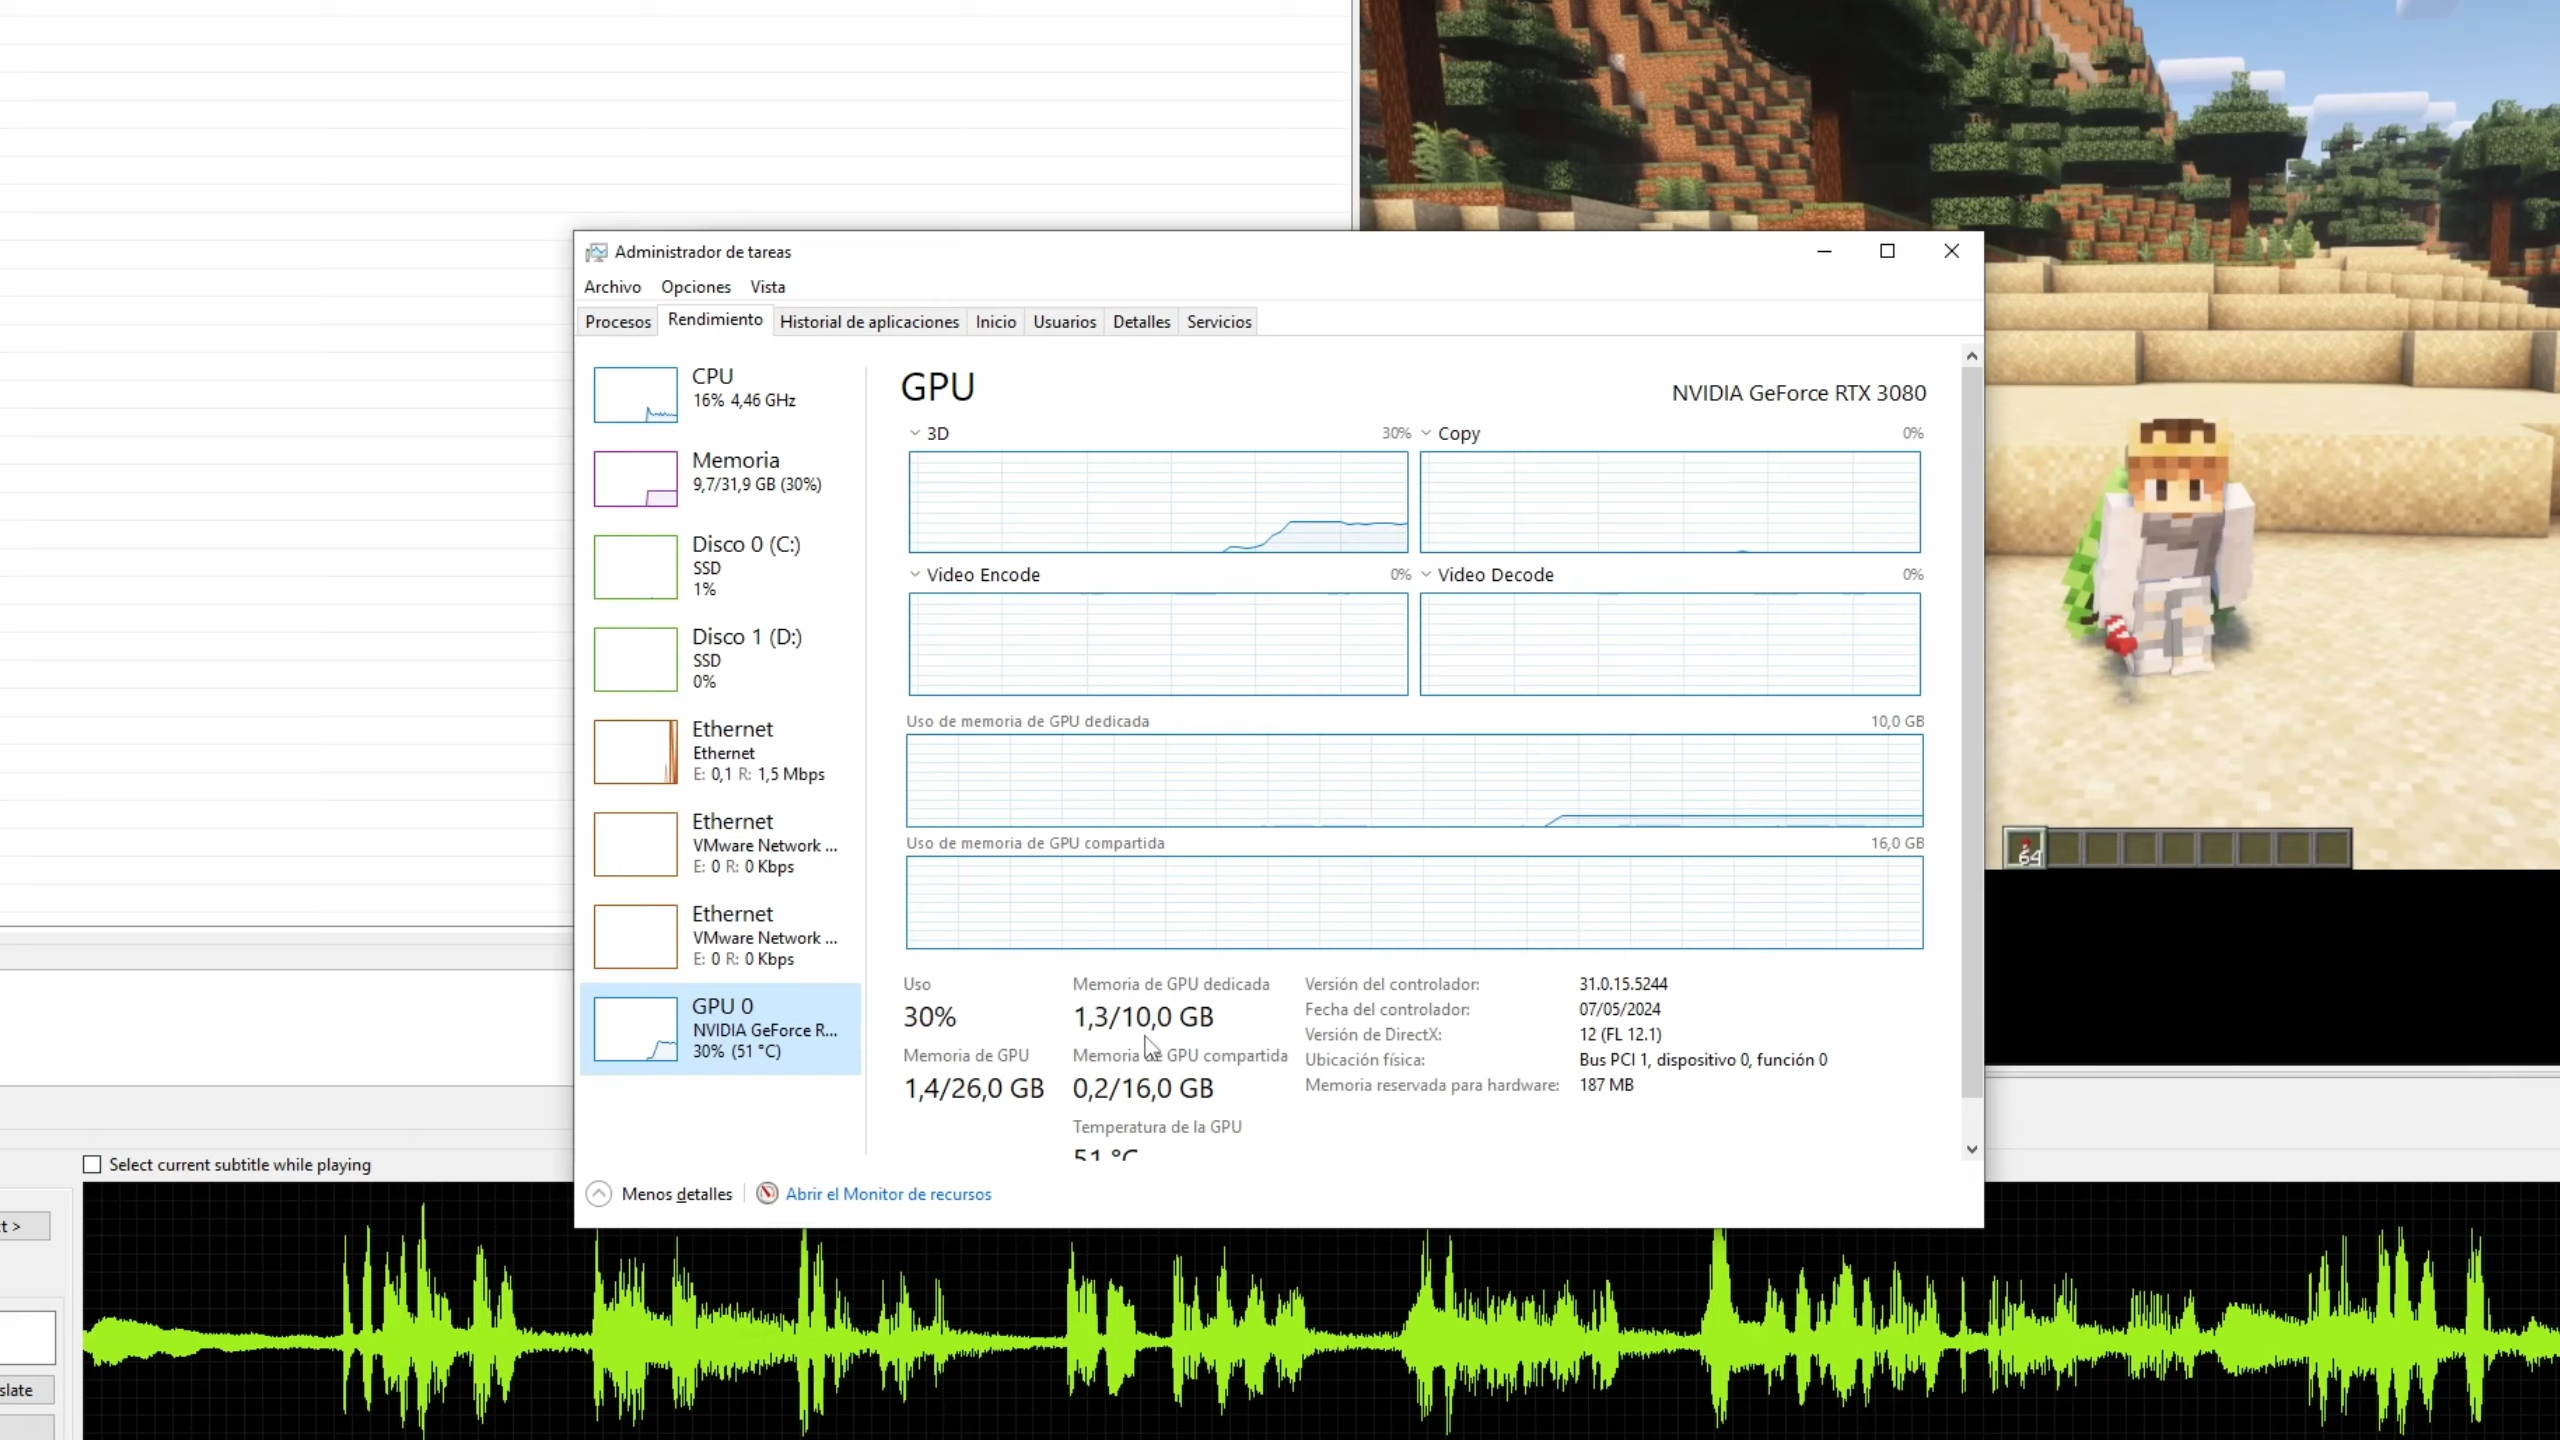 Administrador de tareas
Archivo Opciones Vista
Procesos Rendimiento Historial de aplicaciones Inicio Usuarios Detalles Servicios
CPU
16% 4,46 GHz
Memoria
9,7/31,9 GB (30%)
Disco 0 (C:)
SSD
1%
Disco 1 (D:)
SSD
0%
Ethernet
Ethernet
E: 0,1 R: 1,5 Mbps
Ethernet
VMware Network ...
E: 0 R: 0 Kbps
Ethernet
VMware Network ...
E: 0 R: 0 Kbps
GPU 0
NVIDIA GeForce R...
30% (51 °C)
GPU
NVIDIA GeForce RTX 3080
3D 30%
Copy 0%
Video Encode 0%
Video Decode 0%
Uso de memoria de GPU dedicada 10,0 GB
Uso de memoria de GPU compartida 16,0 GB
Uso
30%
Memoria de GPU
1,4/26,0 GB
Memoria de GPU dedicada
1,3/10,0 GB
Memoria de GPU compartida
0,2/16,0 GB
Temperatura de la GPU
51 °C
Versión del controlador: 31.0.15.5244
Fecha del controlador: 07/05/2024
Versión de DirectX: 12 (FL 12.1)
Ubicación física: Bus PCI 1, dispositivo 0, función 0
Memoria reservada para hardware: 187 MB
Menos detalles
Abrir el Monitor de recursos
64
Select current subtitle while playing
t >
slate